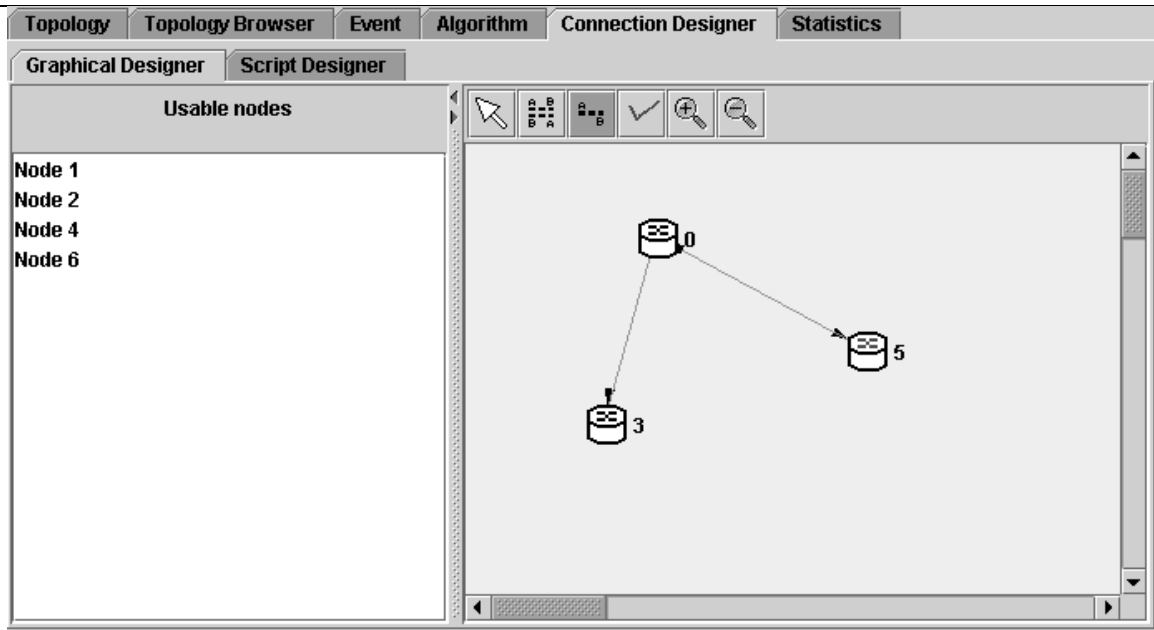 Topology Topology Browser Event Algorithm Connection Designer Statistics
Graphical Designer Script Designer
Usable nodes
A B
B A
A
B
Node 1
Node 2
Node 4
Node 6
0
5
3